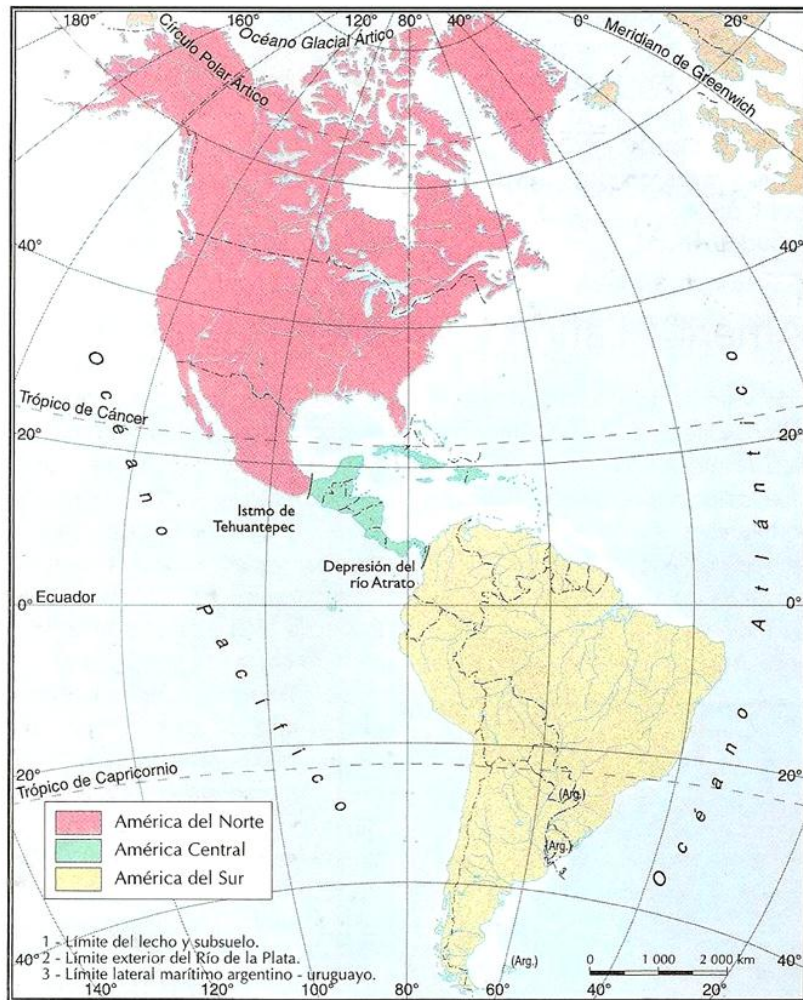 180°
160°
140°
120°
80°
40°
0°
20°
Océano Glacial Ártico
Círculo Polar Ártico
Meridiano de Greenwich
40°
40°
Océano
Pacífico
Océano
Atlántico
Trópico de Cáncer
20°
20°
Istmo de
Tehuantepec
Depresión del
río Atrato
0°
Ecuador
0°
20°
Trópico de Capricornio
20°
(Arg.)
(Arg.)
América del Norte
América Central
América del Sur
1 - Límite del lecho y subsuelo.
2 - Límite exterior del Río de la Plata.
3 - Límite lateral marítimo argentino - uruguayo.
(Arg.)
0 1 000 2 000 km
40°
40°
120°
140°
100°
80°
60°
40°
20°